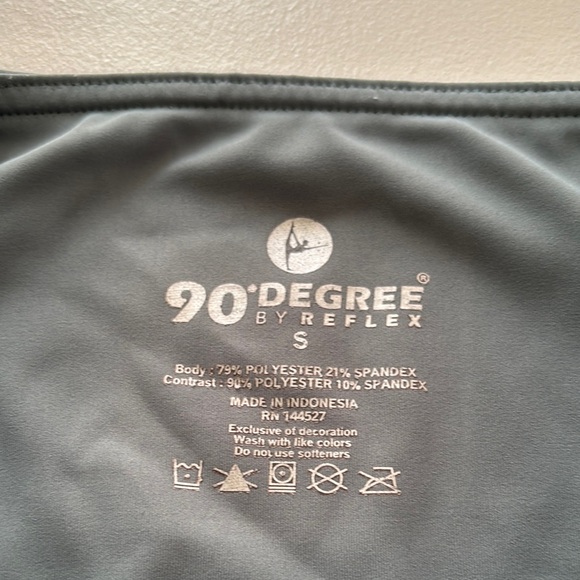 90° DEGREE®
BY REFLEX
S
Body : 79% POLYESTER 21% SPANDEX
Contrast : 90% POLYESTER 10% SPANDEX
MADE IN INDONESIA
RN 144527
Exclusive of decoration
Wash with like colors
Do not use softeners